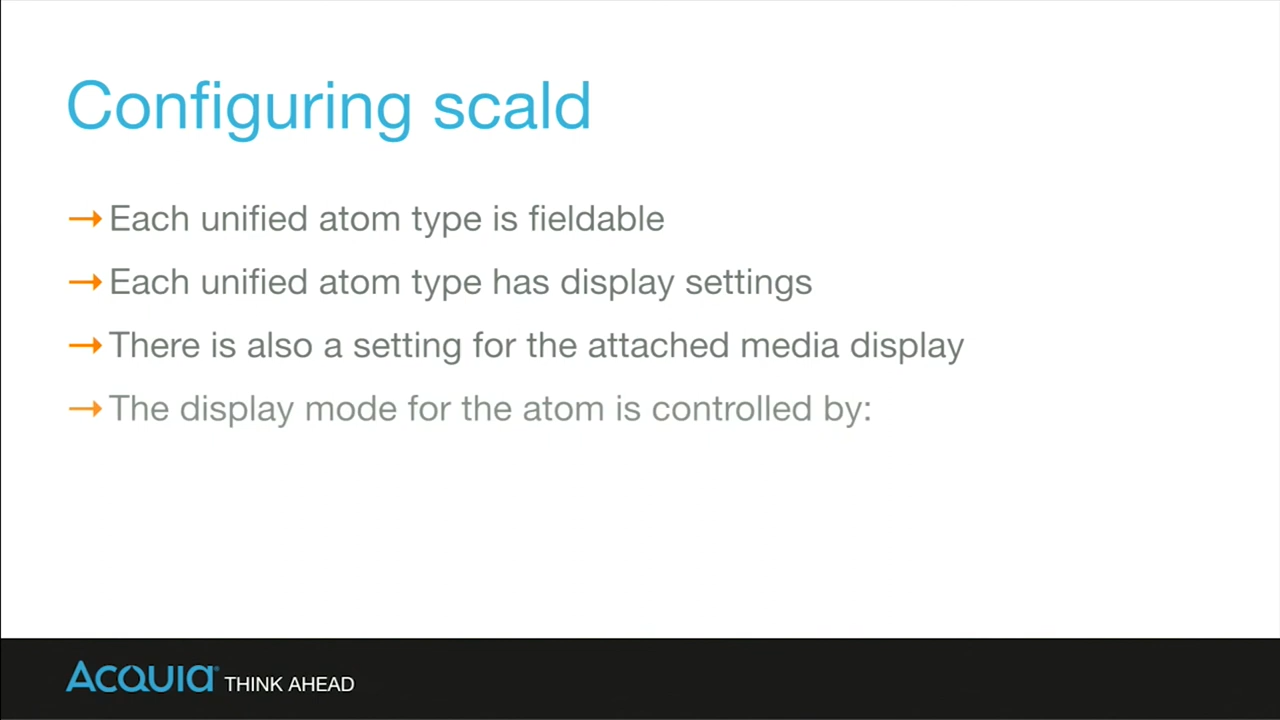 Configuring scald
→ Each unified atom type is fieldable
→ Each unified atom type has display settings
→ There is also a setting for the attached media display
→ The display mode for the atom is controlled by:
ACQUIA® THINK AHEAD